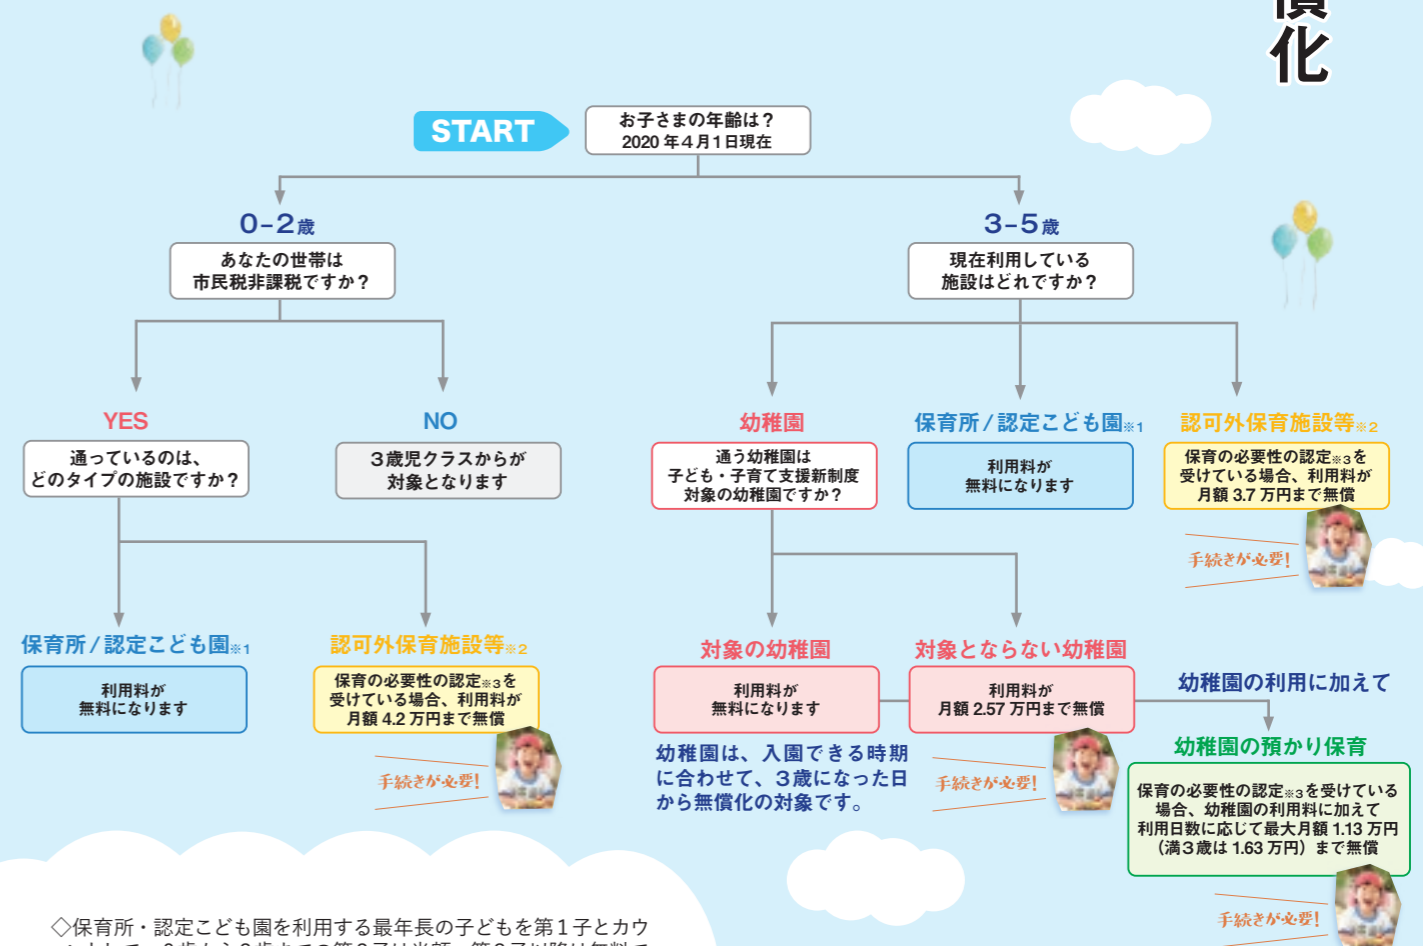 償化
START
お子さまの年齢は？
2020年4月1日現在
0-2歳
あなたの世帯は
市民税非課税ですか？
YES
通っているのは、
どのタイプの施設ですか？
NO
3歳児クラスからが
対象となります
保育所/認定こども園※1
利用料が
無料になります
認可外保育施設等※2
保育の必要性の認定※3を
受けている場合、利用料が
月額4.2万円まで無償
手続きが必要！
3-5歳
現在利用している
施設はどれですか？
幼稚園
通う幼稚園は
子ども・子育て支援新制度
対象の幼稚園ですか？
保育所/認定こども園※1
利用料が
無料になります
認可外保育施設等※2
保育の必要性の認定※3を
受けている場合、利用料が
月額3.7万円まで無償
手続きが必要！
対象の幼稚園
利用料が
無料になります
幼稚園は、入園できる時期
に合わせて、3歳になった日
から無償化の対象です。
対象とならない幼稚園
利用料が
月額2.57万円まで無償
手続きが必要！
幼稚園の利用に加えて
幼稚園の預かり保育
保育の必要性の認定※3を受けている
場合、幼稚園の利用料に加えて
利用日数に応じて最大月額1.13万円
（満3歳は1.63万円）まで無償
手続きが必要！
◇保育所・認定こども園を利用する最年長の子どもを第1子とカウ